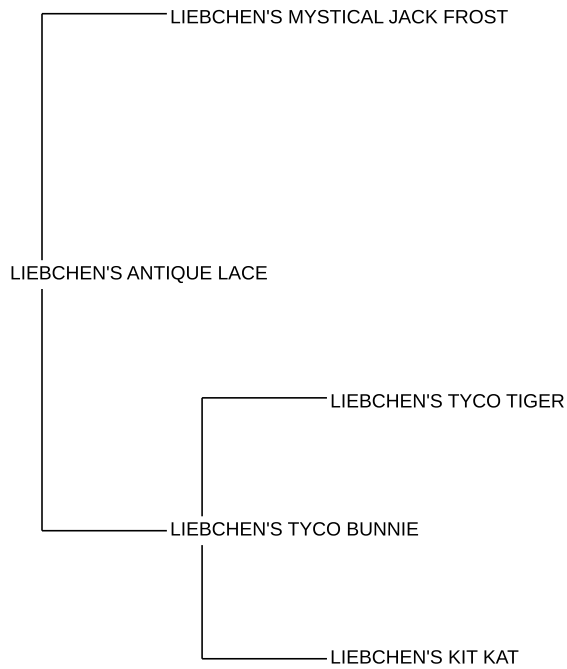 LIEBCHEN'S MYSTICAL JACK FROST
LIEBCHEN'S ANTIQUE LACE
LIEBCHEN'S TYCO TIGER
LIEBCHEN'S TYCO BUNNIE
LIEBCHEN'S KIT KAT